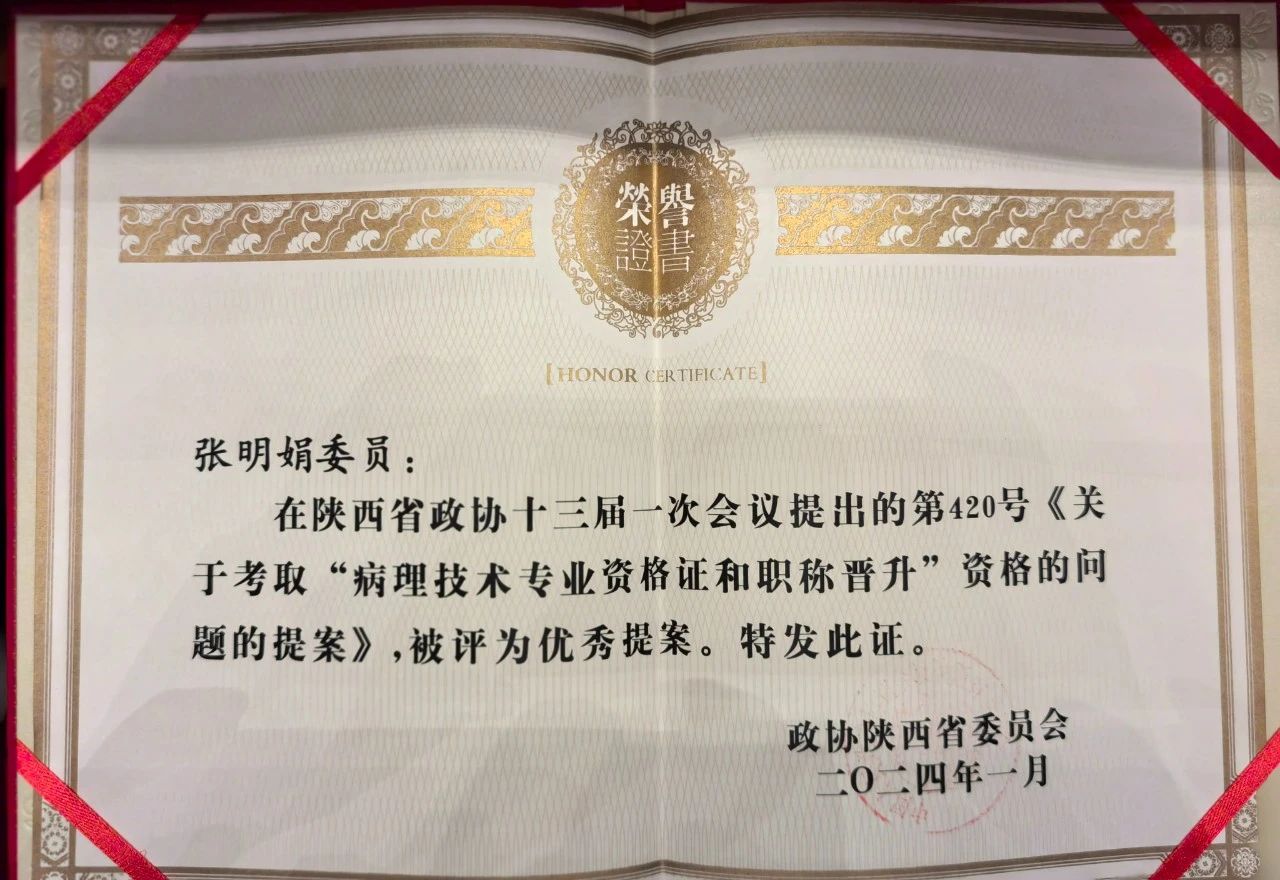 榮譽
證書
[HONOR CERTIFICATE]
张明娟委员:
在陕西省政协十三届一次会议提出的第420号《关
于考取“病理技术专业资格证和职称晋升”资格的问
题的提案》,被评为优秀提案。特发此证。
政协陕西省委员会
二〇二四年一月